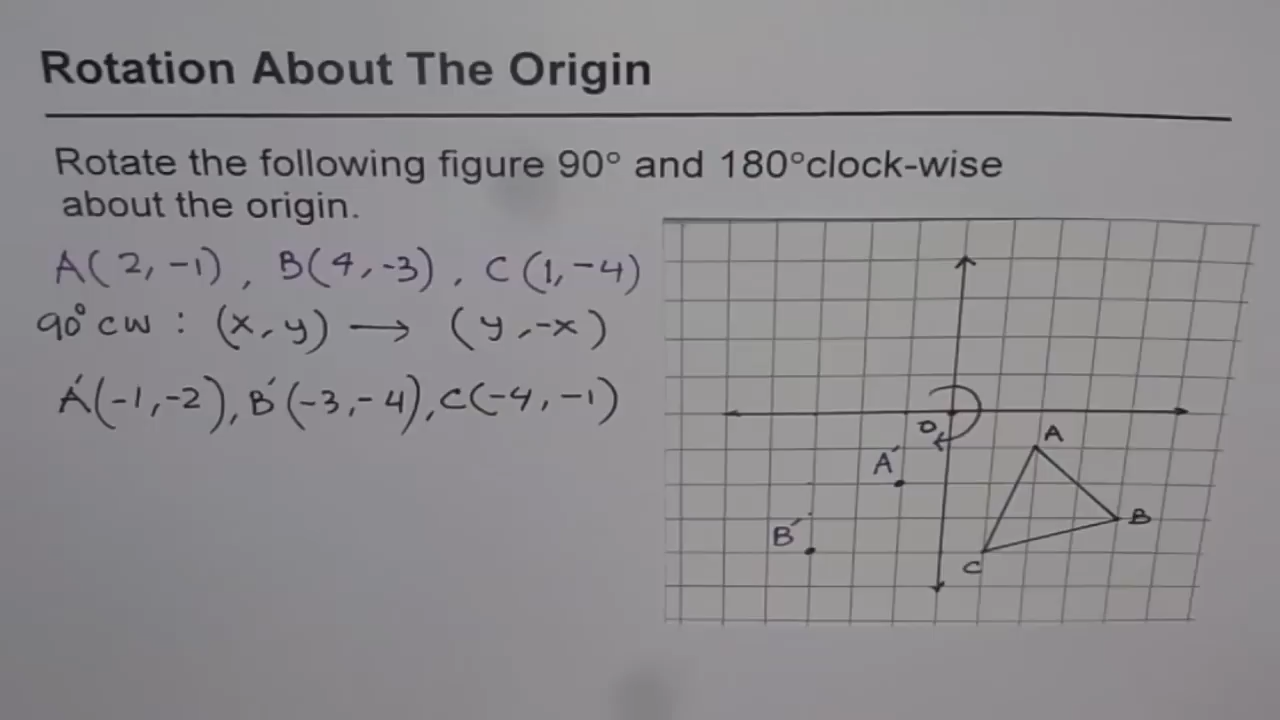 Rotation About The Origin
Rotate the following figure 90° and 180°clock-wise
about the origin.
A(2,-1), B(4,-3), C(1,-4)
90° CW : (x,y) → (y,-x)
A´(-1,-2), B´(-3,-4), C(-4,-1)
O
A
A´
B
B´
C